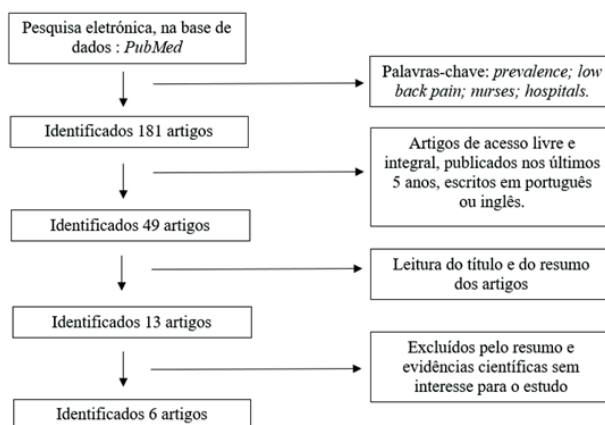 Pesquisa eletrónica, na base de
dados : PubMed
Palavras-chave: prevalence; low
back pain; nurses; hospitals.
Identificados 181 artigos
Artigos de acesso livre e
integral, publicados nos últimos
5 anos, escritos em português
ou inglês.
Identificados 49 artigos
Leitura do título e do resumo
dos artigos
Identificados 13 artigos
Excluídos pelo resumo e
evidências científicas sem
interesse para o estudo
Identificados 6 artigos